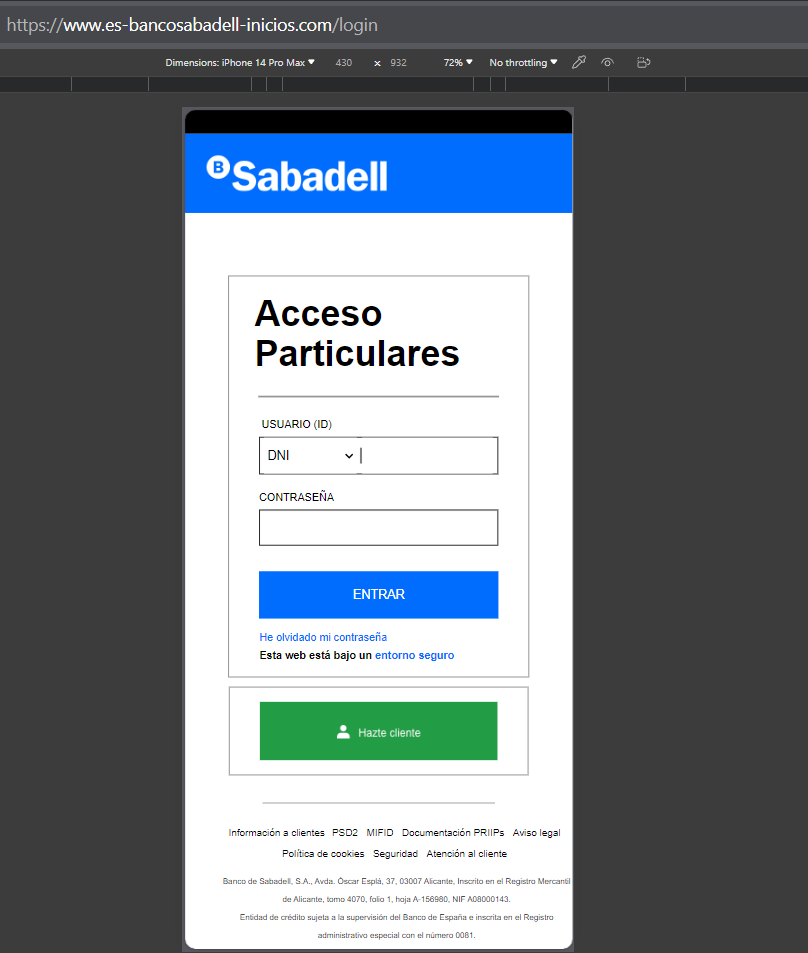 https://www.es-bancosabadell-inicios.com/login
Dimensions: iPhone 14 Pro Max 430 × 932 72% No throttling
B Sabadell
Acceso
Particulares
USUARIO (ID)
DNI
CONTRASEÑA
ENTRAR
He olvidado mi contraseña
Esta web está bajo un entorno seguro
Hazte cliente
Información a clientes PSD2 MIFID Documentación PRIIPs Aviso legal
Política de cookies Seguridad Atención al cliente
Banco de Sabadell, S.A., Avda. Óscar Esplá, 37, 03007 Alicante, Inscrito en el Registro Mercantil
de Alicante, tomo 4070, folio 1, hoja A-156980, NIF A08000143.
Entidad de crédito sujeta a la supervisión del Banco de España e inscrita en el Registro
administrativo especial con el número 0081.